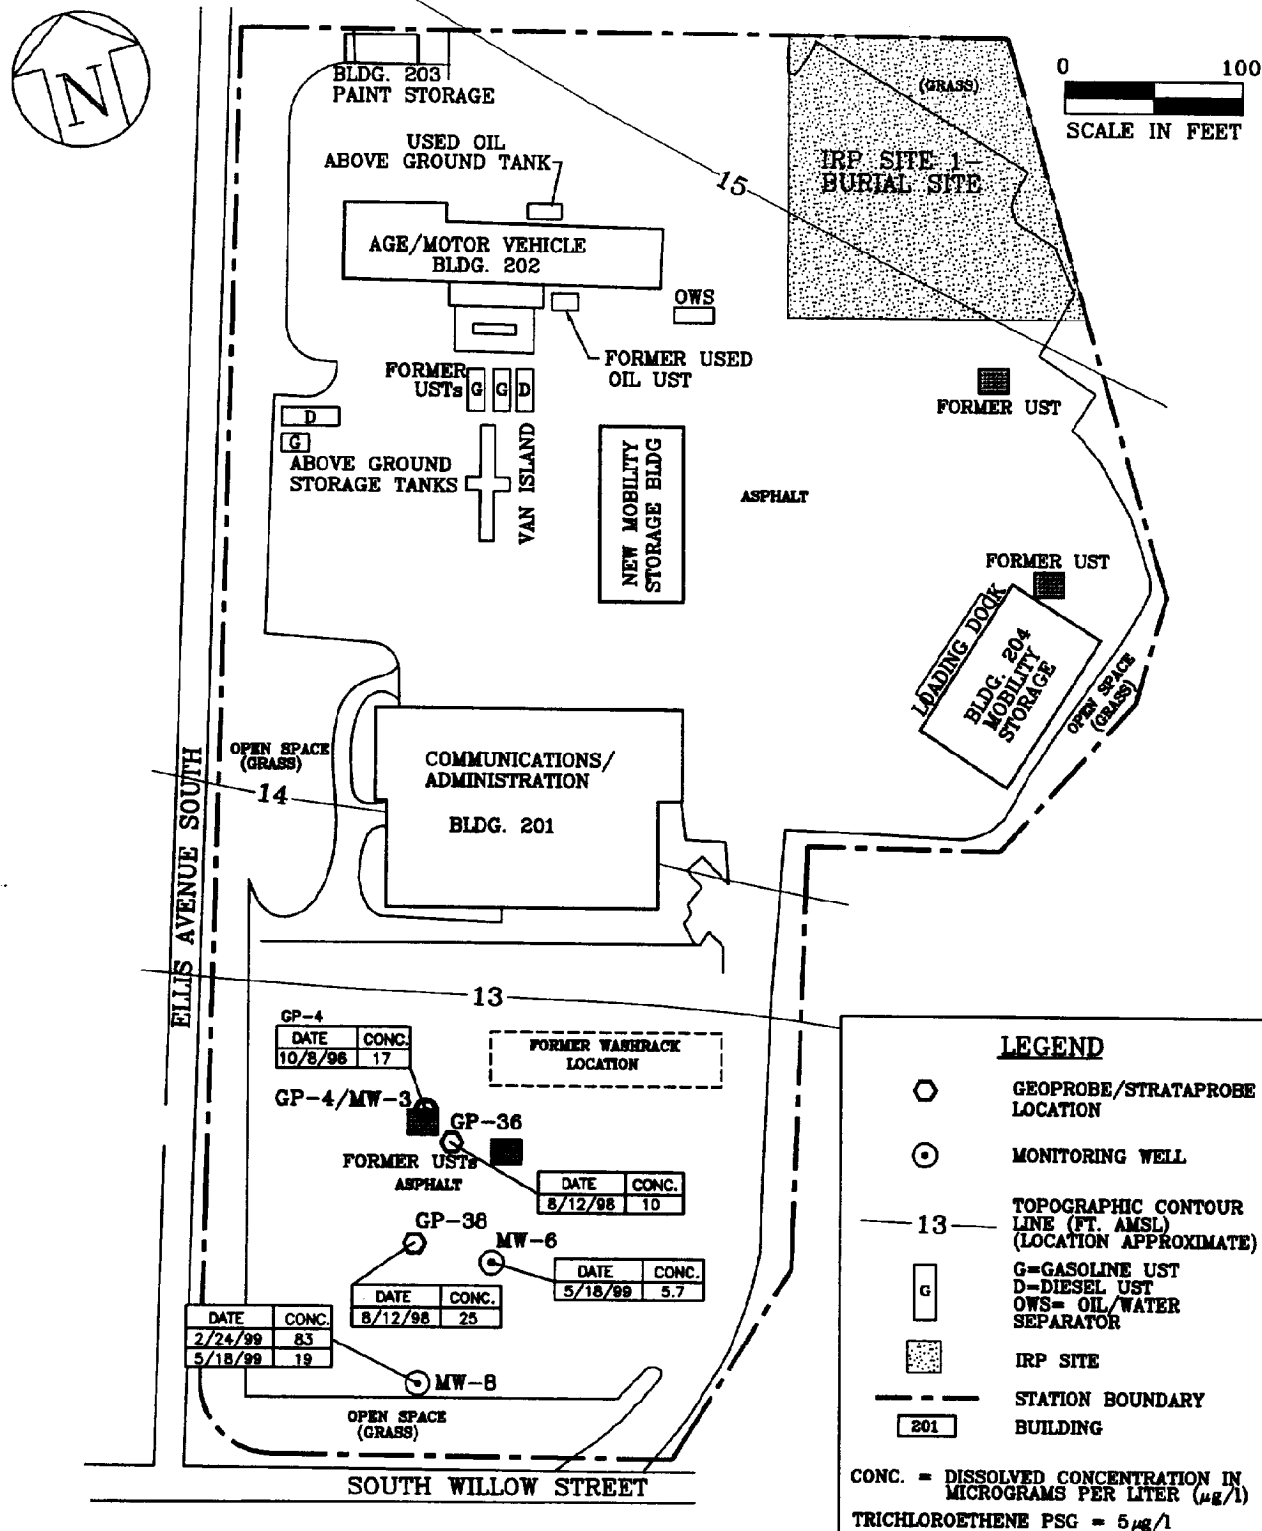 N
0 100
SCALE IN FEET
BLDG. 203
PAINT STORAGE
(GRASS)
IRP SITE 1-
BURIAL SITE
USED OIL
ABOVE GROUND TANK
15
AGE/MOTOR VEHICLE
BLDG. 202
OWS
FORMER USED
OIL UST
FORMER
USTs
G G D
FORMER UST
D
G
ABOVE GROUND
STORAGE TANKS
VAN ISLAND
NEW MOBILITY
STORAGE BLDG
ASPHALT
FORMER UST
LOADING DOCK
BLDG. 204
MOBILITY
STORAGE
OPEN SPACE
(GRASS)
OPEN SPACE
(GRASS)
COMMUNICATIONS/
ADMINISTRATION
BLDG. 201
14
ELLIS AVENUE SOUTH
13
GP-4
DATE CONC.
10/8/96 17
FORMER WASHRACK
LOCATION
GP-4/MW-3
GP-36
FORMER USTs
ASPHALT
DATE CONC.
8/12/98 10
GP-38
MW-6
DATE CONC.
5/18/99 5.7
DATE CONC.
8/12/98 25
DATE CONC.
2/24/99 83
5/18/99 19
MW-8
OPEN SPACE
(GRASS)
SOUTH WILLOW STREET
LEGEND
GEOPROBE/STRATAPROBE
LOCATION
MONITORING WELL
13
TOPOGRAPHIC CONTOUR
LINE (FT. AMSL)
(LOCATION APPROXIMATE)
G
G=GASOLINE UST
D=DIESEL UST
OWS= OIL/WATER
SEPARATOR
IRP SITE
STATION BOUNDARY
201
BUILDING
CONC. = DISSOLVED CONCENTRATION IN
MICROGRAMS PER LITER (µg/l)
TRICHLOROETHENE PSG = 5µg/l